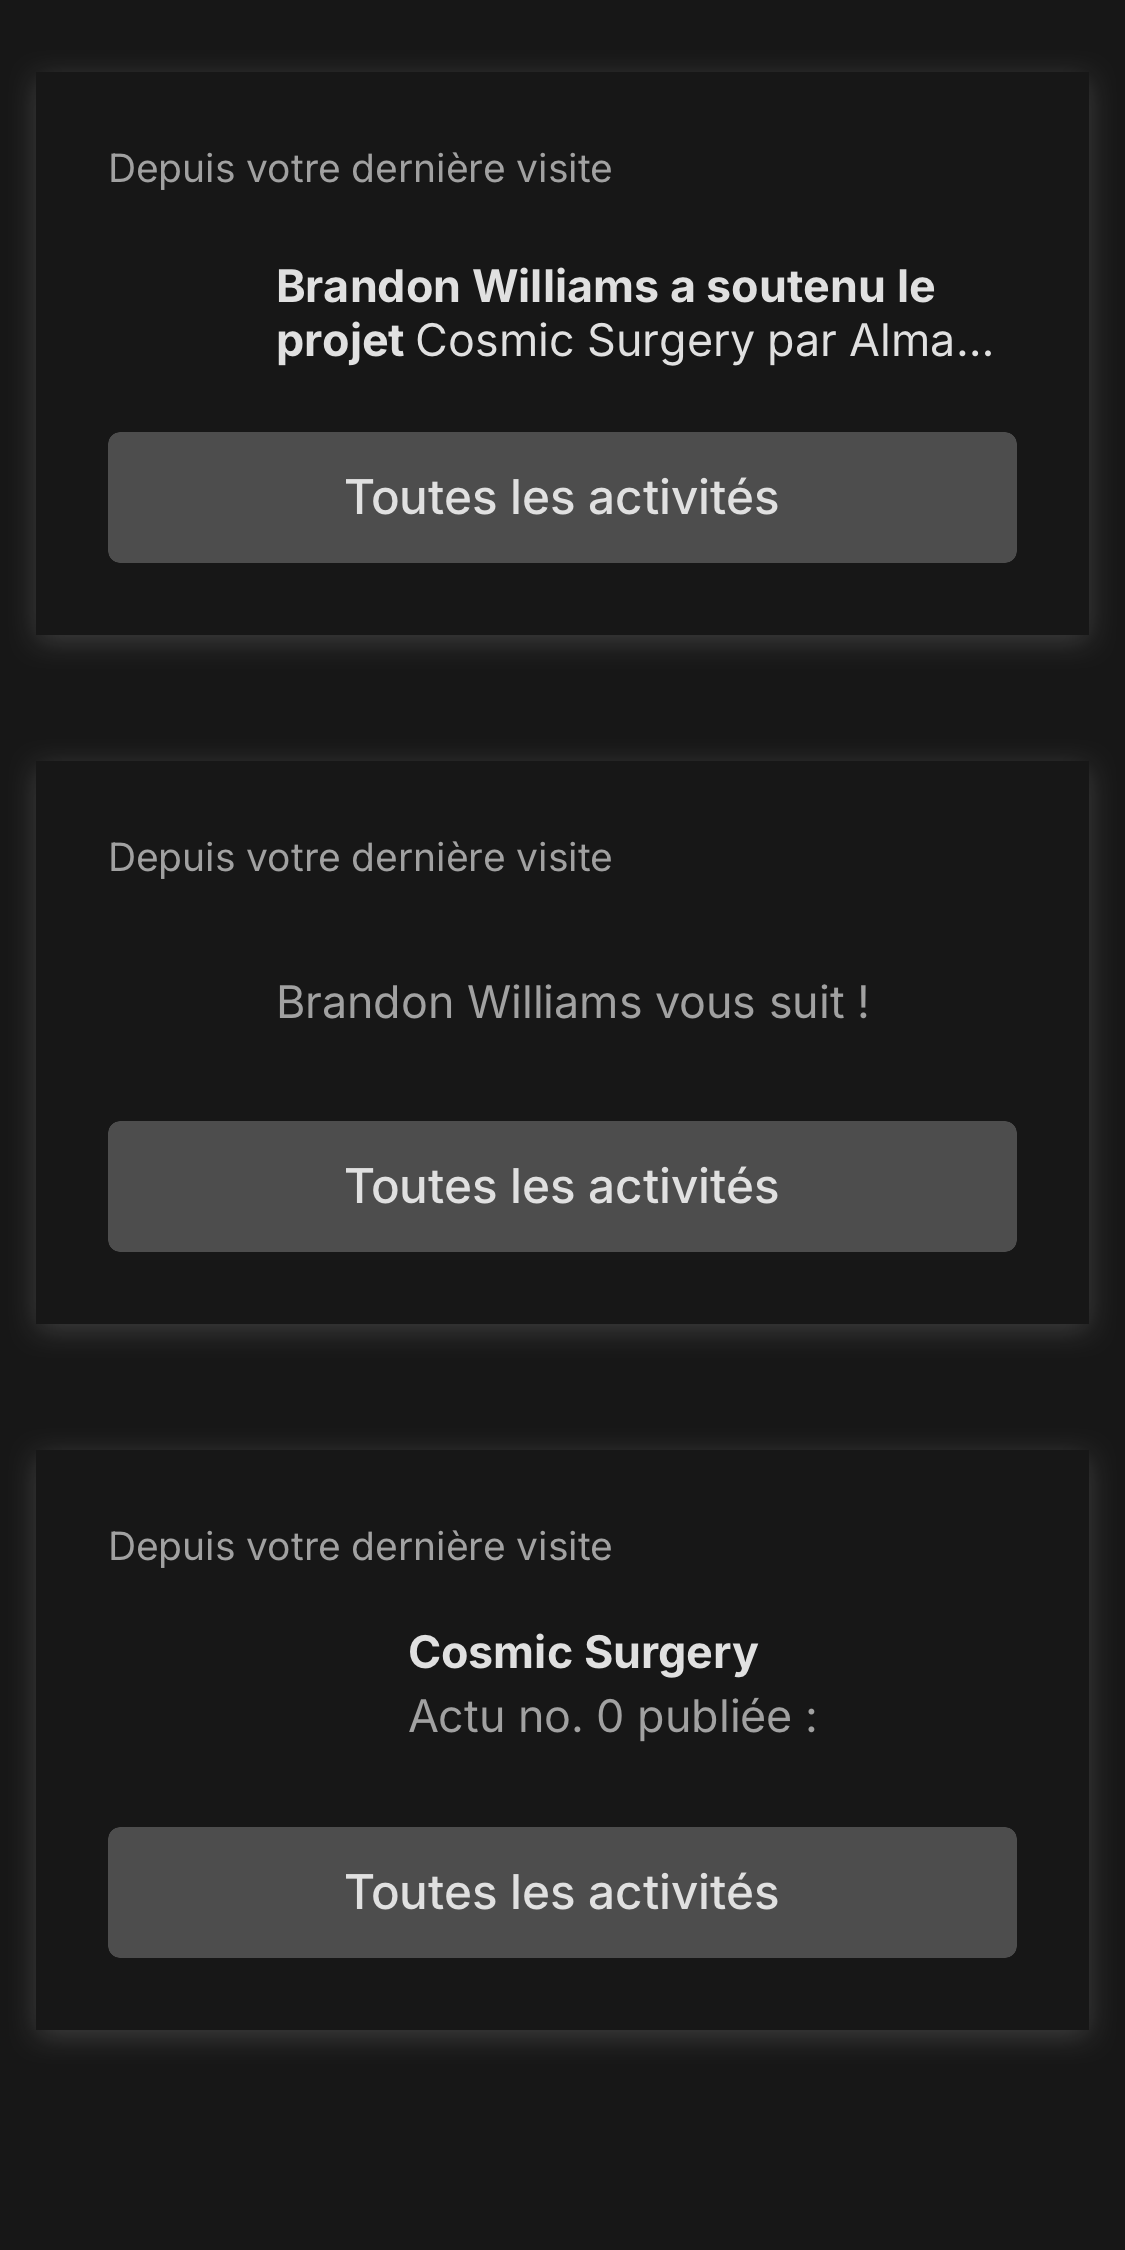 Depuis votre dernière visite
Brandon Williams a soutenu le
projet Cosmic Surgery par Alma...
Toutes les activités
Depuis votre dernière visite
Brandon Williams vous suit !
Toutes les activités
Depuis votre dernière visite
Cosmic Surgery
Actu no. 0 publiée :
Toutes les activités